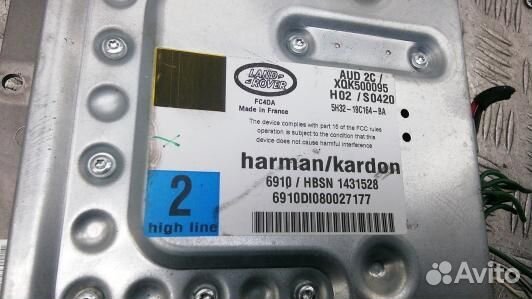 LAND
ROVER
FC4DA
Made in France
AUD 2C /
XQK500095
H02 / S0420
5H32-19C164-BA
The device complies with part 15 of the FCC rules
operation is subject to the condition that this
device does not cause harmful interference
harman/kardon
6910 / HBSN 1431528
6910DI080027177
2
high line
Avito